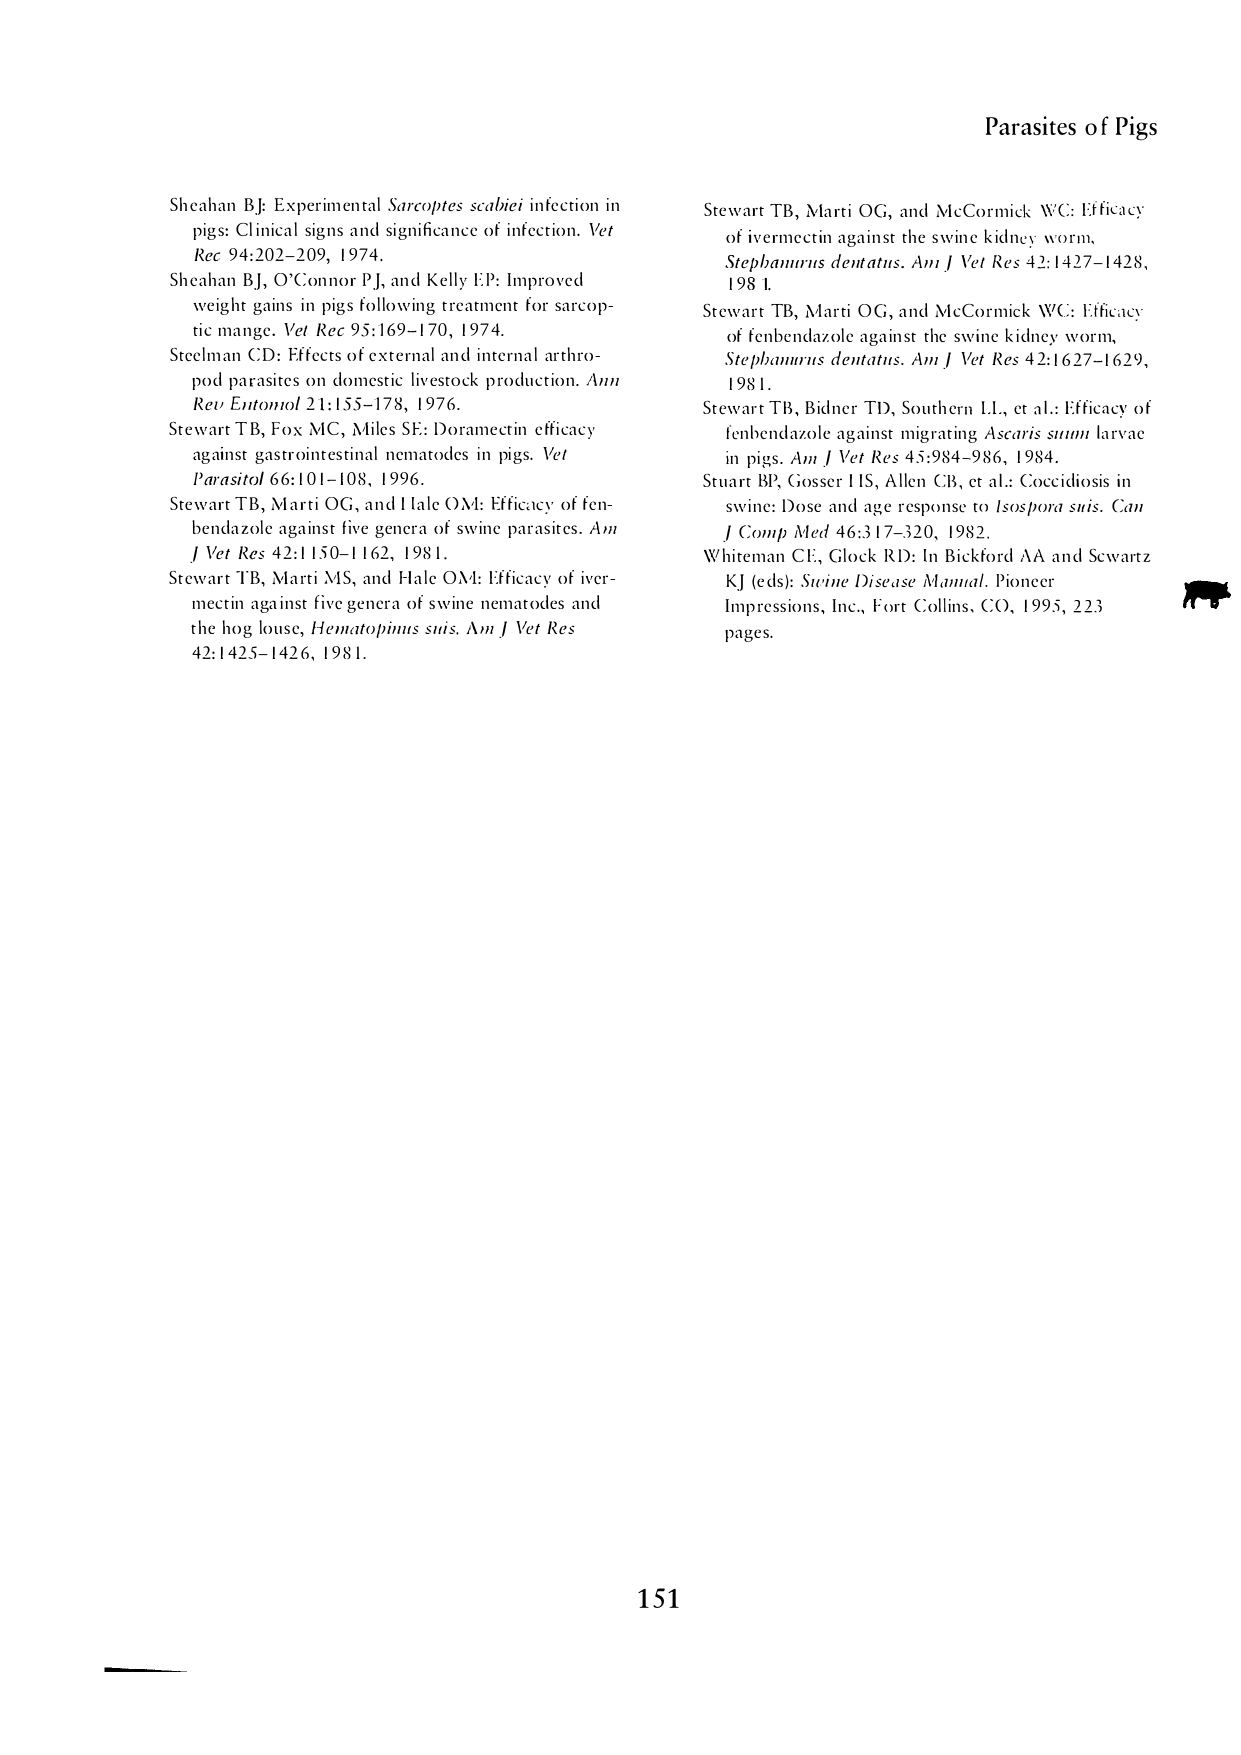 Parasites of Pigs
Sheahan BJ: Experimental Sarcoptes scabiei infection in
pigs: Clinical signs and significance of infection. Vet
Rec 94:202–209, 1974.
Sheahan BJ, O’Connor PJ, and Kelly EP: Improved
weight gains in pigs following treatment for sarcop-
tic mange. Vet Rec 95:169–170, 1974.
Steelman CD: Effects of external and internal arthro-
pod parasites on domestic livestock production. Ann
Rev Entomol 21:155–178, 1976.
Stewart TB, Fox MC, Miles SE: Doramectin efficacy
against gastrointestinal nematodes in pigs. Vet
Parasitol 66:101–108, 1996.
Stewart TB, Marti OG, and Hale OM: Efficacy of fen-
bendazole against five genera of swine parasites. Am
J Vet Res 42:1150–1162, 1981.
Stewart TB, Marti MS, and Hale OM: Efficacy of iver-
mectin against five genera of swine nematodes and
the hog louse, Hematopinus suis. Am J Vet Res
42:1425–1426, 1981.
Stewart TB, Marti OG, and McCormick WC: Efficacy
of ivermectin against the swine kidney worm,
Stephanurus dentatus. Am J Vet Res 42:1427–1428,
1981.
Stewart TB, Marti OG, and McCormick WC: Efficacy
of fenbendazole against the swine kidney worm,
Stephanurus dentatus. Am J Vet Res 42:1627–1629,
1981.
Stewart TB, Bidner TD, Southern LL, et al.: Efficacy of
fenbendazole against migrating Ascaris suum larvae
in pigs. Am J Vet Res 45:984–986, 1984.
Stuart BP, Gosser HS, Allen CB, et al.: Coccidiosis in
swine: Dose and age response to Isospora suis. Can
J Comp Med 46:317–320, 1982.
Whiteman CE, Glock RD: In Bickford AA and Scwartz
KJ (eds): Swine Disease Manual. Pioneer
Impressions, Inc., Fort Collins, CO, 1995, 223
pages.
151